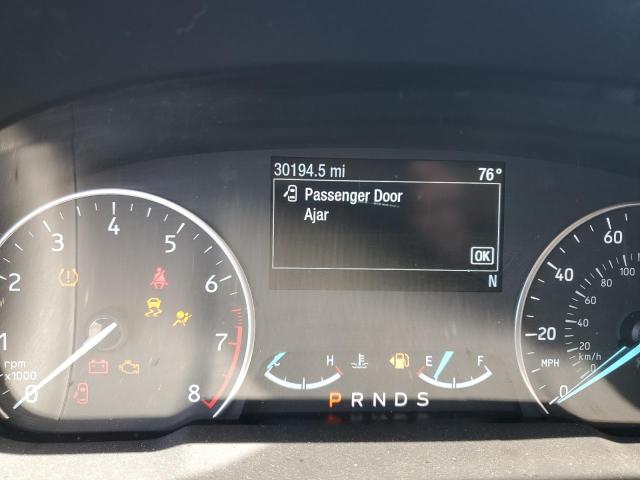 30194.5 mi 76°
Passenger Door
Ajar
OK
N
0 1 2 3 4 5 6 7 8
rpm
x1000
H
E F
P R N D S
0 20 40 60
MPH
0 20 40 60 80 100
km/h